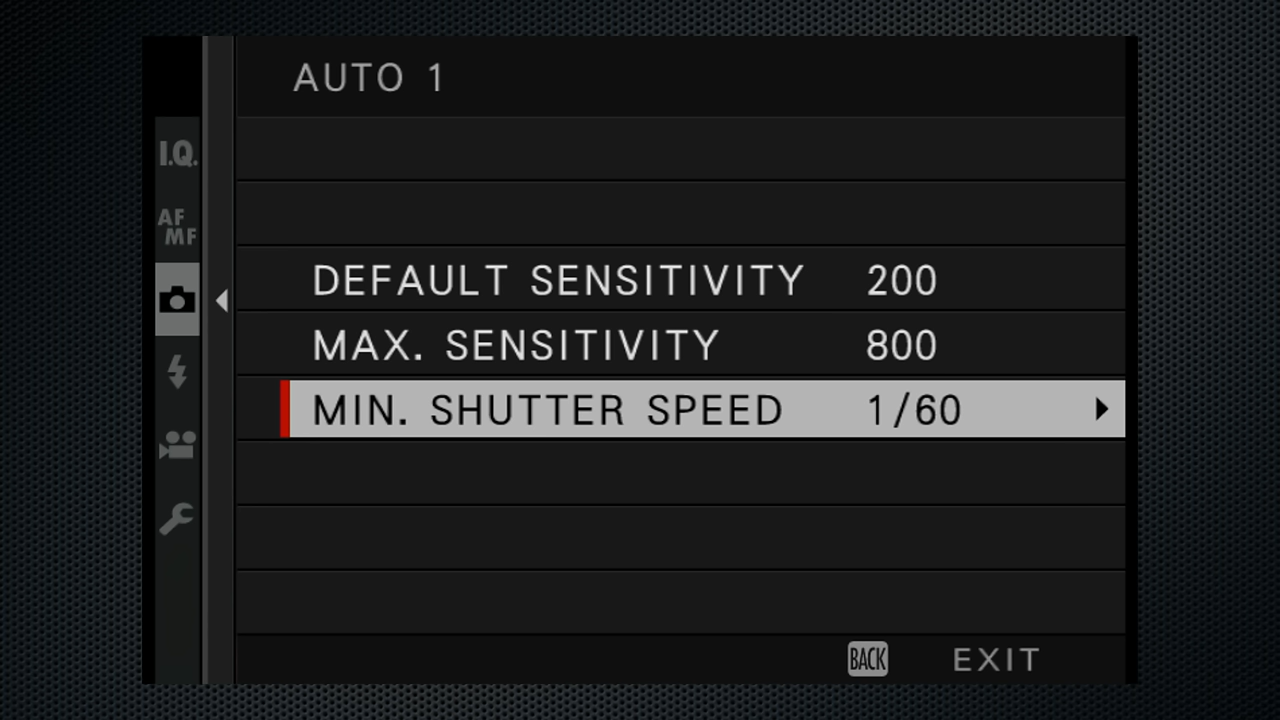 AUTO 1
I.Q.
AF
MF
DEFAULT SENSITIVITY 200
MAX. SENSITIVITY 800
MIN. SHUTTER SPEED 1/60
BACK EXIT